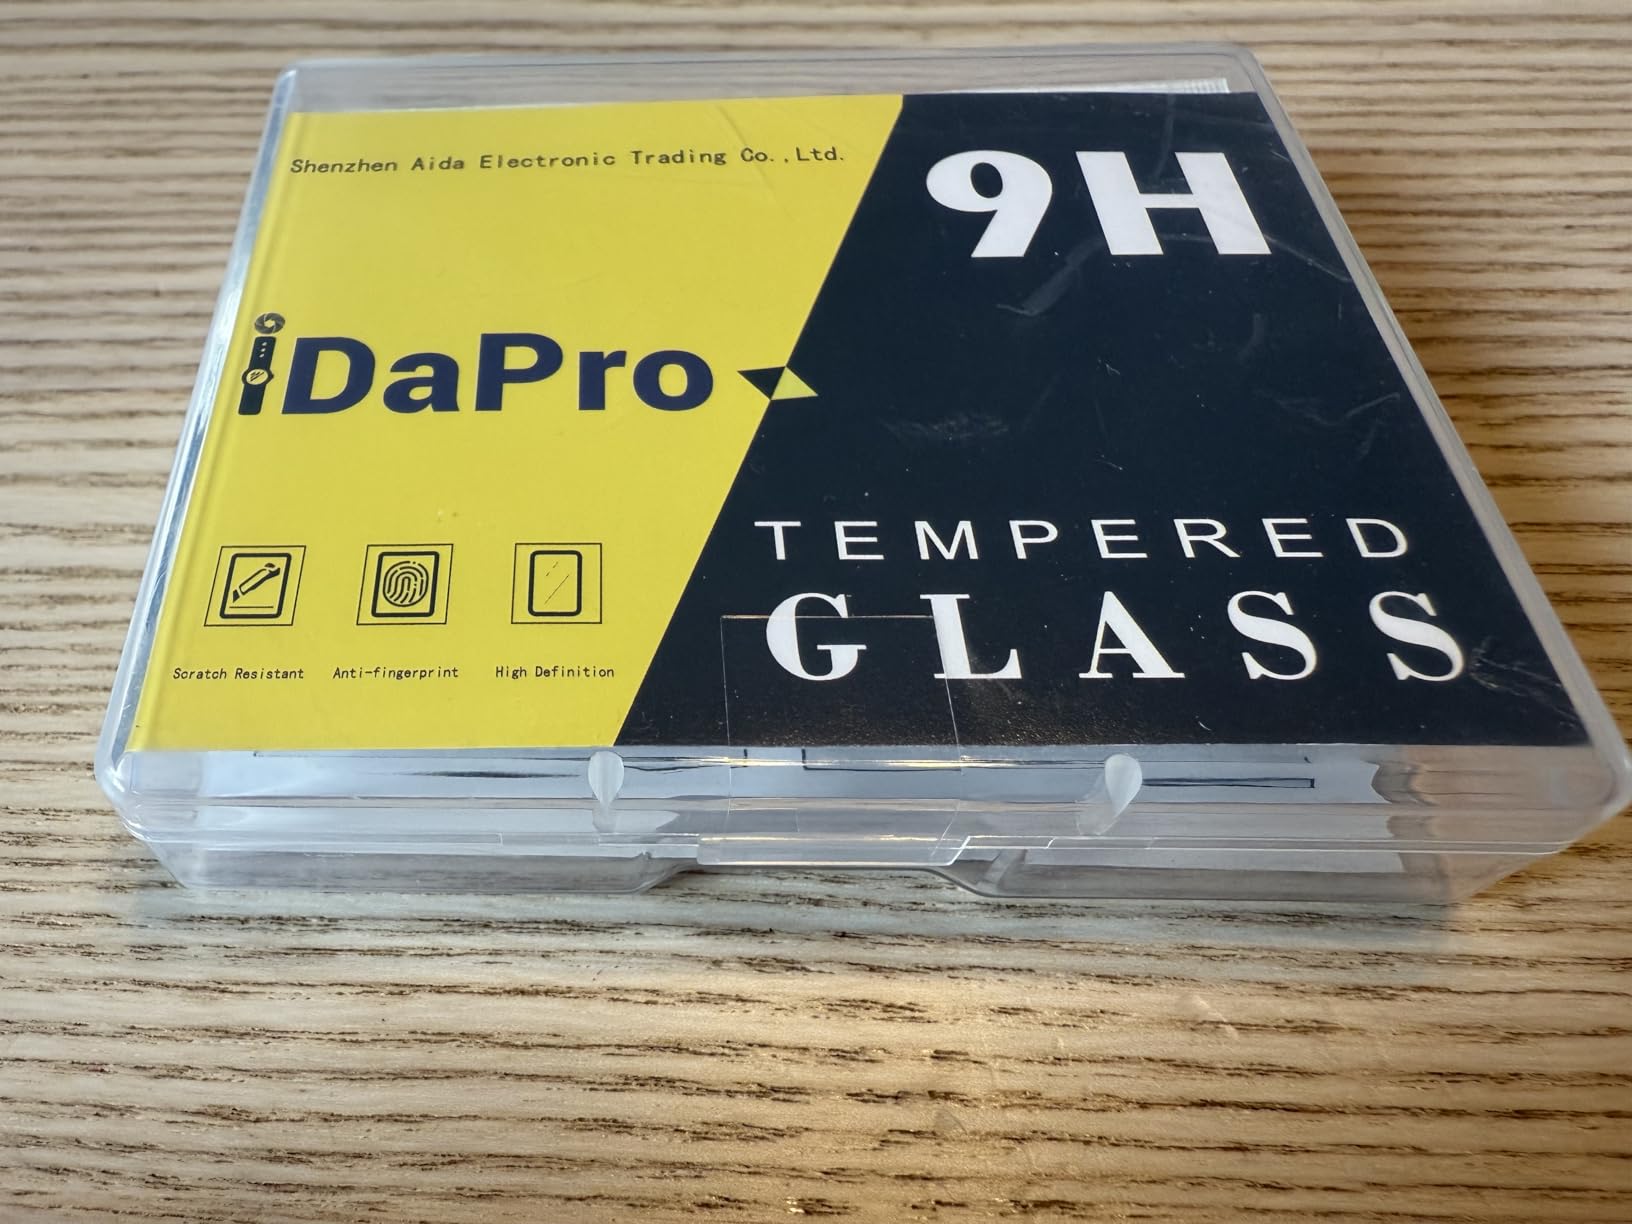 Shenzhen Aida Electronic Trading Co.,Ltd.
9H
iDaPro
TEMPERED
GLASS
Scratch Resistant
Anti-fingerprint
High Definition